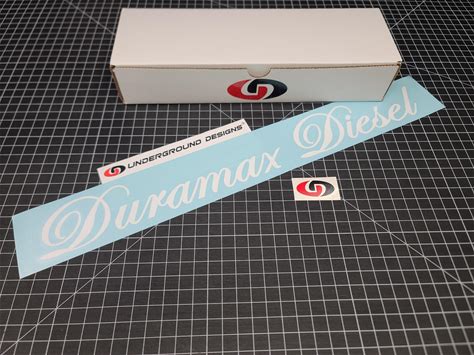 UNDERGROUND DESIGNS
Duramax Diesel